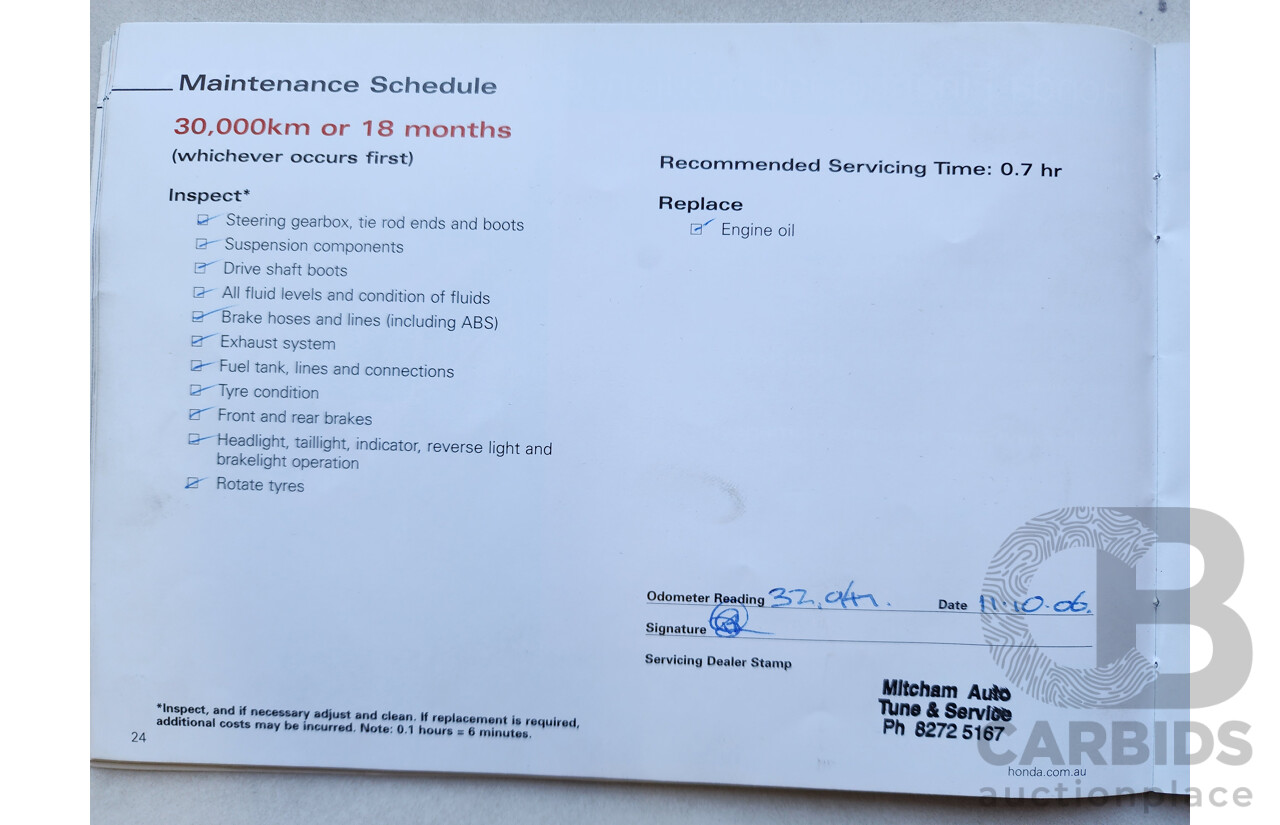 Maintenance Schedule
30,000km or 18 months
(whichever occurs first)
Inspect*
Steering gearbox, tie rod ends and boots
Suspension components
Drive shaft boots
All fluid levels and condition of fluids
Brake hoses and lines (including ABS)
Exhaust system
Fuel tank, lines and connections
Tyre condition
Front and rear brakes
Headlight, taillight, indicator, reverse light and
brakelight operation
Rotate tyres
*Inspect, and if necessary adjust and clean. If replacement is required,
additional costs may be incurred. Note: 0.1 hours = 6 minutes.
24
Recommended Servicing Time: 0.7 hr
Replace
Engine oil
Odometer Reading
Date 11.10.06.
Signature
Servicing Dealer Stamp
Mitcham Auto
Tune & Service
Ph 8272 5167
honda.com.au
CARBIDS
auctionplace